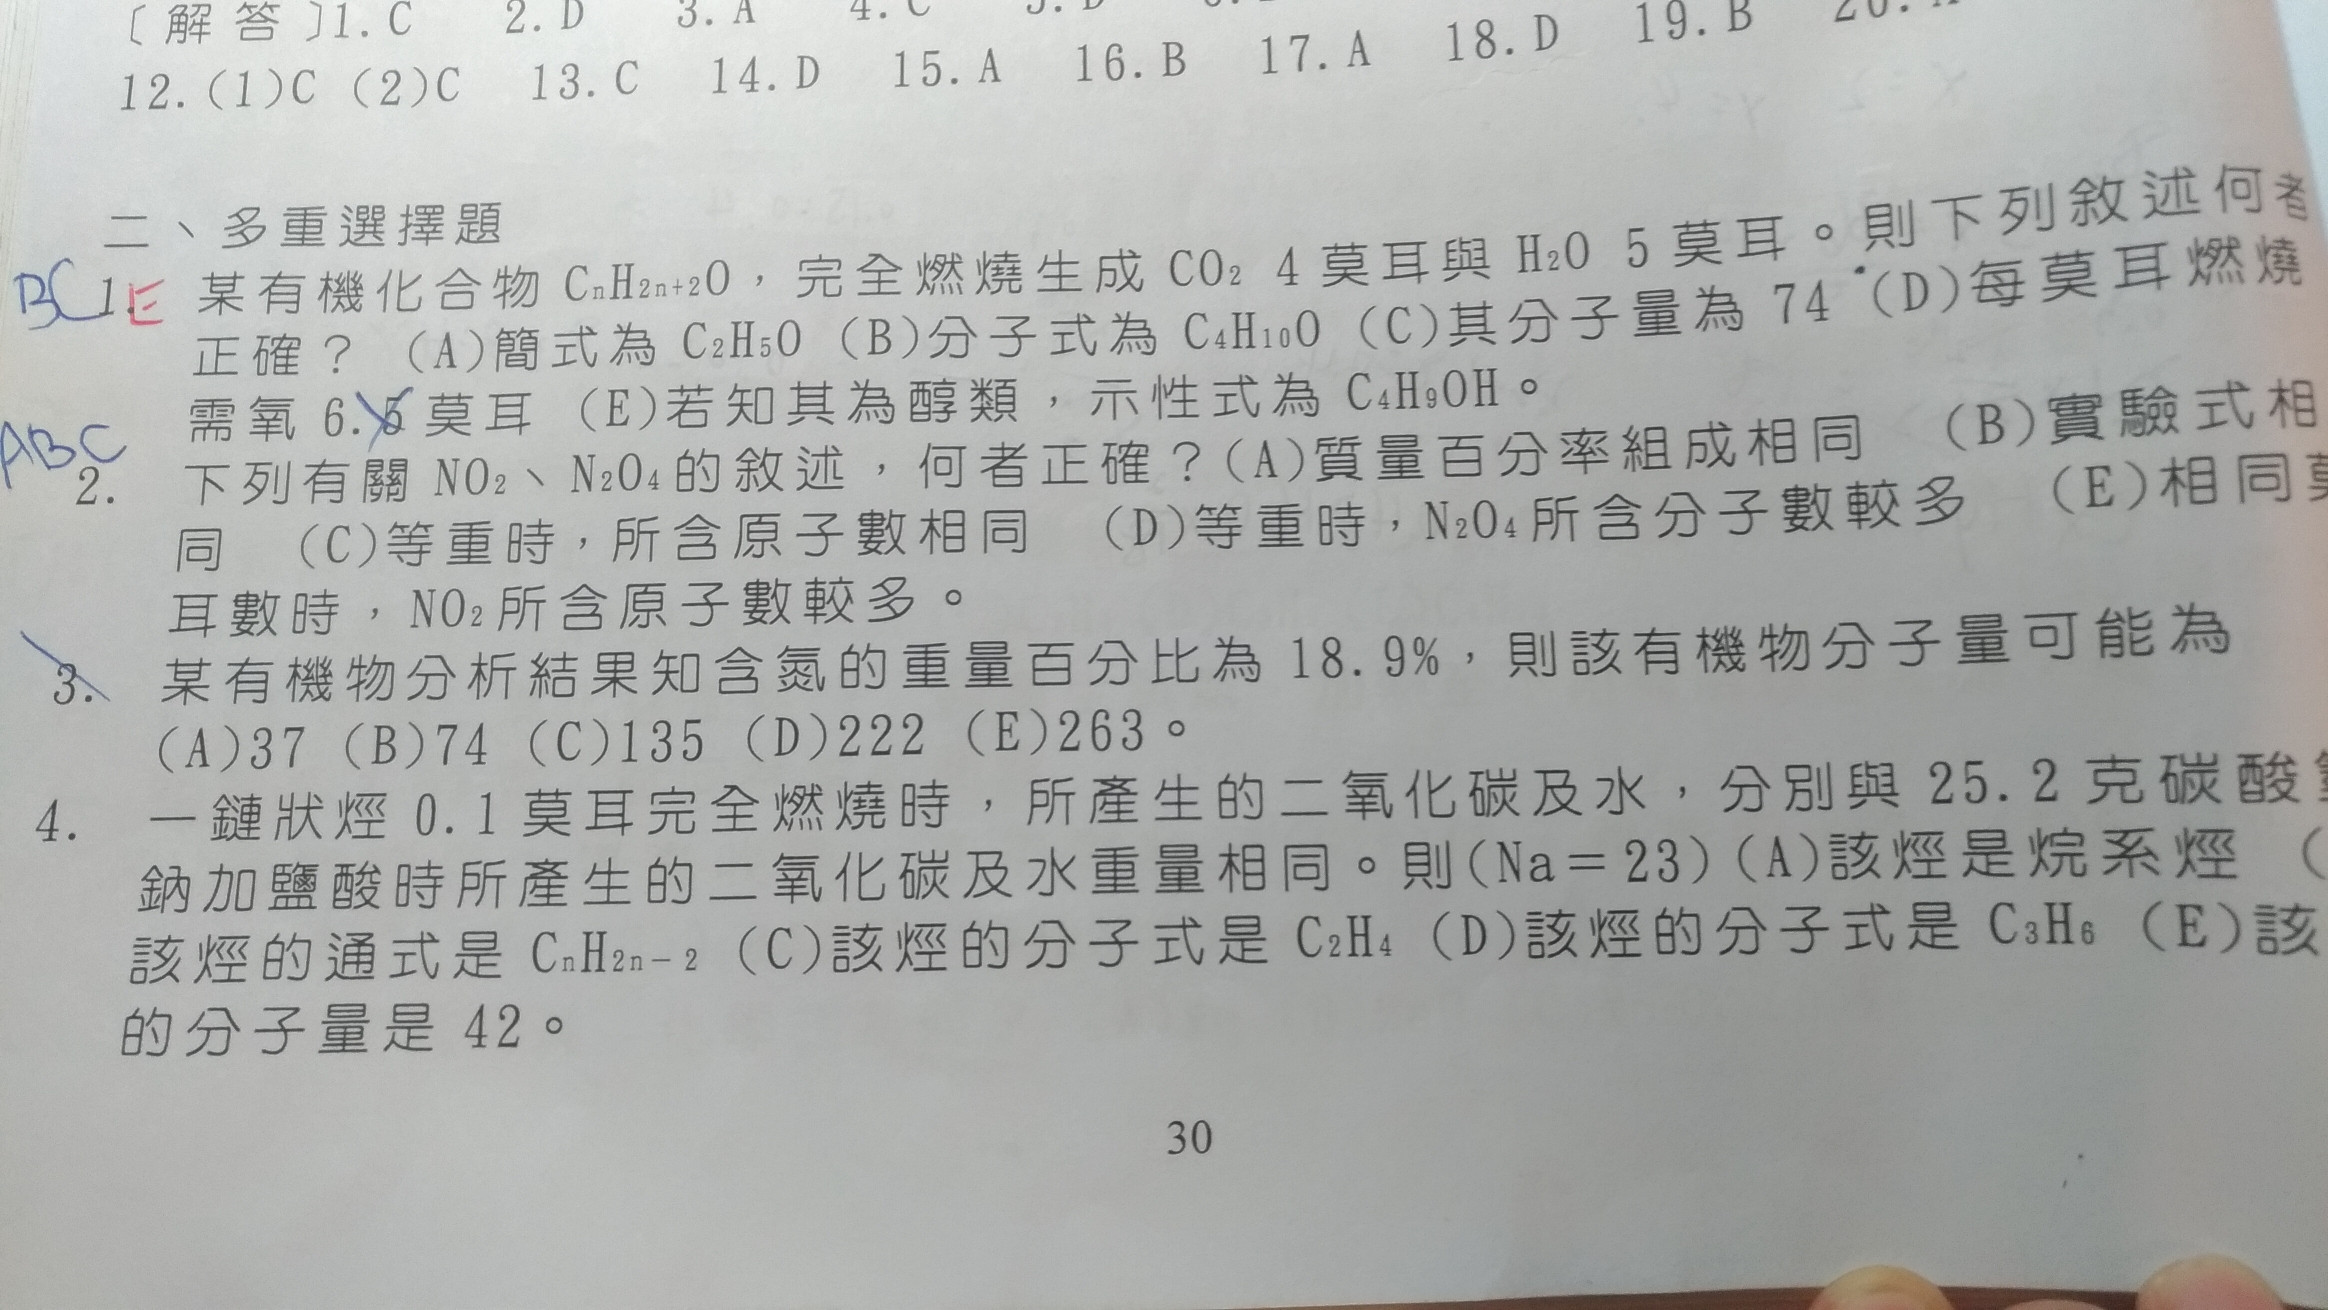 〔解答〕1. C 2. D 3. A 4. C
12. (1)C (2)C 13. C 14. D 15. A 16. B 17. A 18. D 19. B 20. A
二、多重選擇題
BC 1. E 某有機化合物 CnH2n+2O,完全燃燒生成 CO2 4 莫耳與 H2O 5 莫耳。則下列敘述何者
正確? (A)簡式為 C2H5O (B)分子式為 C4H10O (C)其分子量為 74 (D)每莫耳燃燒
需氧 6.5 莫耳 (E)若知其為醇類,示性式為 C4H9OH。
ABC
2. 下列有關 NO2、N2O4 的敘述,何者正確?(A)質量百分率組成相同 (B)實驗式相
同 (C)等重時,所含原子數相同 (D)等重時,N2O4 所含分子數較多 (E)相同莫
耳數時,NO2 所含原子數較多。
3. 某有機物分析結果知含氮的重量百分比為 18.9%,則該有機物分子量可能為
(A)37 (B)74 (C)135 (D)222 (E)263。
4. 一鏈狀烴 0.1 莫耳完全燃燒時,所產生的二氧化碳及水,分別與 25.2 克碳酸氫
鈉加鹽酸時所產生的二氧化碳及水重量相同。則(Na=23)(A)該烴是烷系烴 (
該烴的通式是 CnH2n-2 (C)該烴的分子式是 C2H4 (D)該烴的分子式是 C3H6 (E)該
的分子量是 42。
30